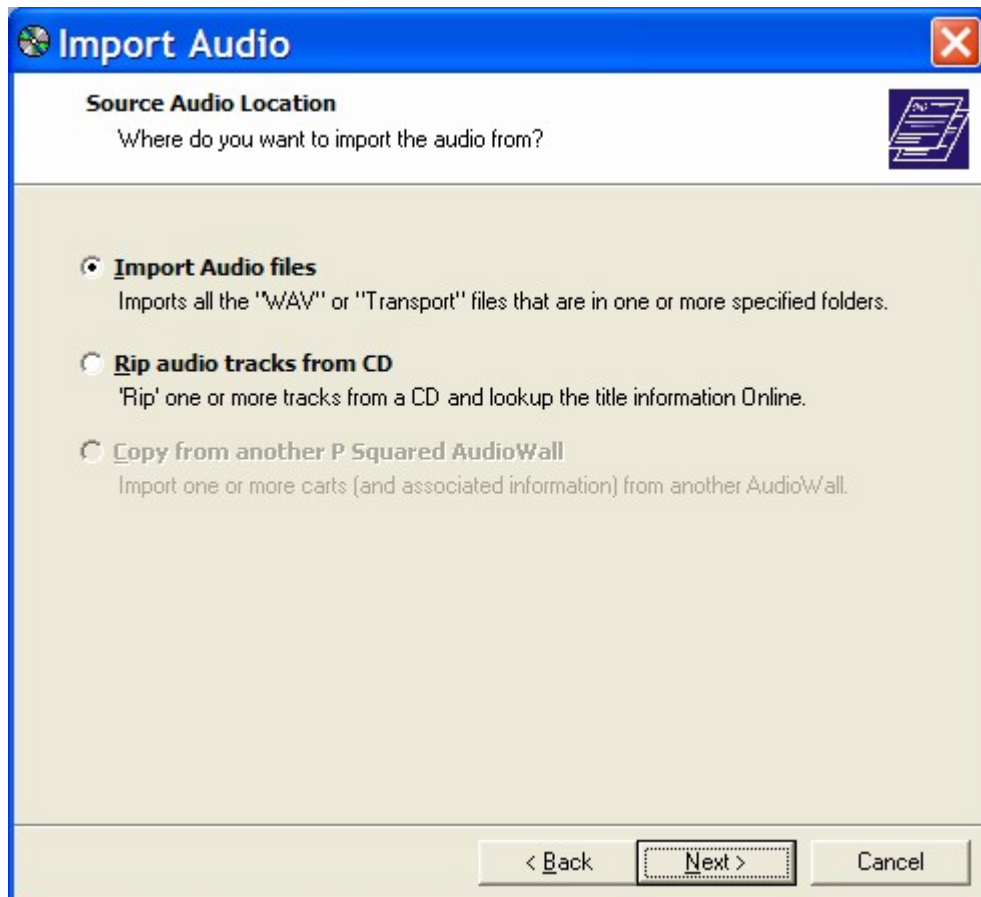 Import Audio
Source Audio Location
Where do you want to import the audio from?
Import Audio files
Imports all the "WAV" or "Transport" files that are in one or more specified folders.
Rip audio tracks from CD
'Rip' one or more tracks from a CD and lookup the title information Online.
Copy from another P Squared AudioWall
Import one or more carts (and associated information) from another AudioWall.
< Back
Next >
Cancel